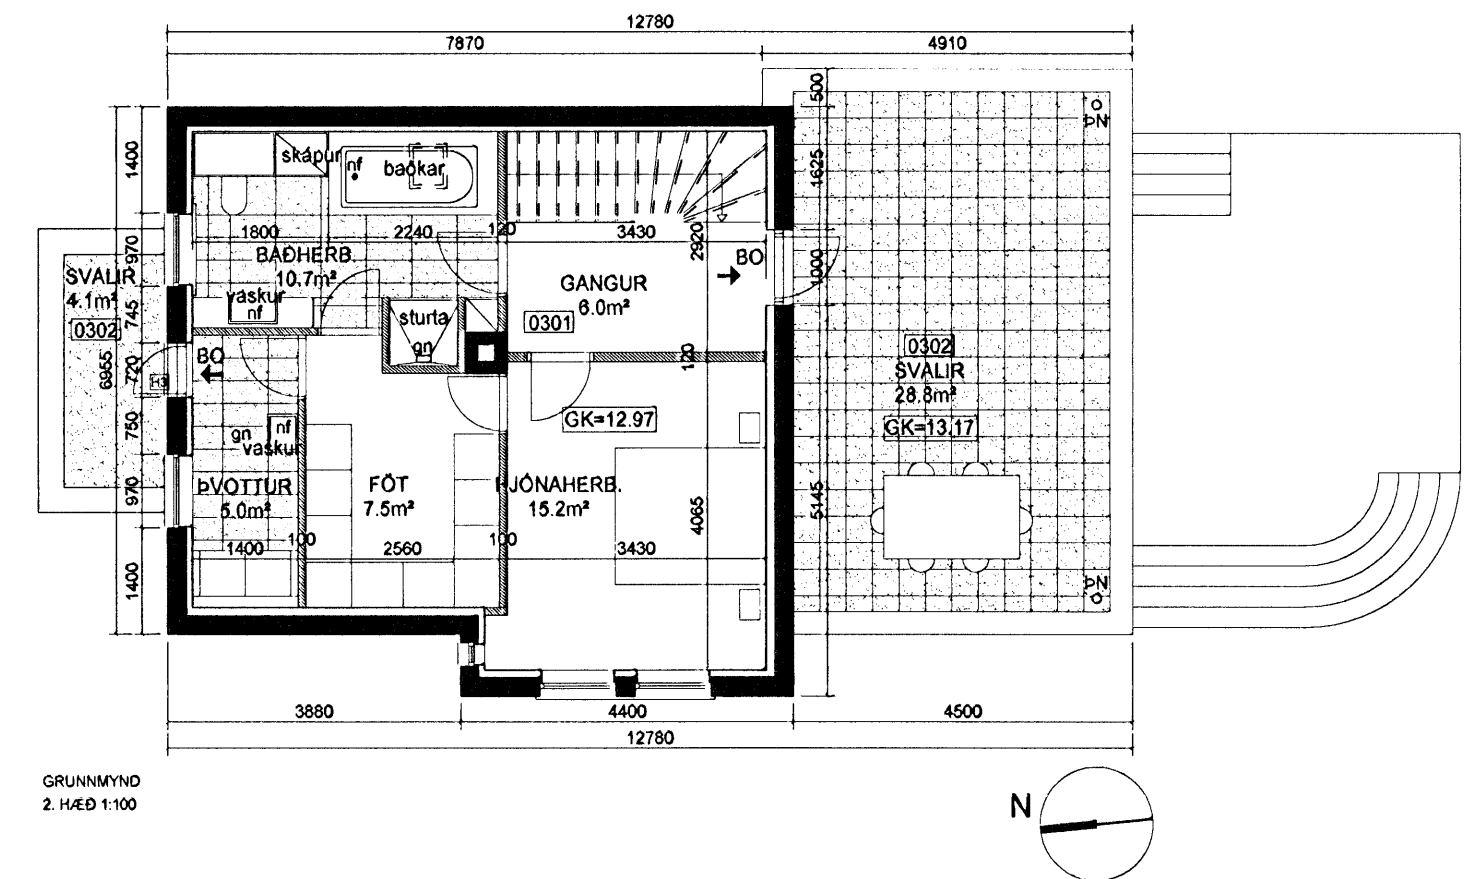 12780
7870
4910
500
ÞN
1400
skápur
nf
baðkar
1625
1800
2240
120
3430
2920
970
BAÐHERB.
10.7m²
BO
SVALIR
4.1m²
GANGUR
6.0m²
1000
vaskur
nf
sturta
gn
0301
745
0302
0302
SVALIR
28.8m²
GK=13.17
BO
720
6955
H3
120
GK=12.97
750
gn
nf
vaskur
ÞVOTTUR
5.0m²
FÖT
7.5m²
HJÓNAHERB.
15.2m²
4065
5145
970
100
1400
2560
100
3430
1400
ÞN
3880
4400
4500
12780
GRUNNMYND
2. HÆÐ 1:100
N